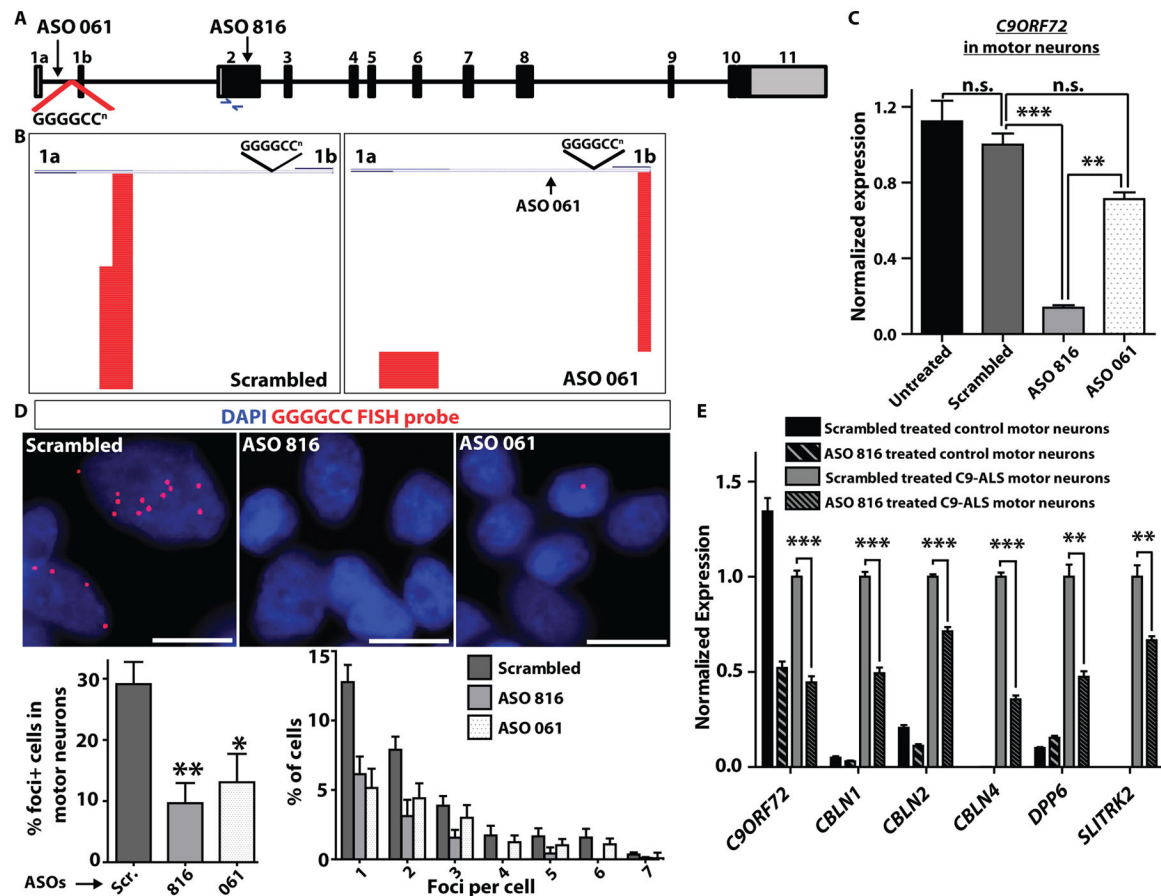 A
ASO 061
ASO 816
1a
1b
2
3
4
5
6
7
8
9
10
11
GGGGCCⁿ
B
1a
GGGGCCⁿ
1b
Scrambled
1a
GGGGCCⁿ
1b
ASO 061
ASO 061
C
C9ORF72
in motor neurons
n.s.
n.s.
***
**
Normalized expression
1.2
0.8
0.4
0.0
Untreated
Scrambled
ASO 816
ASO 061
D
DAPI GGGGCC FISH probe
Scrambled
ASO 816
ASO 061
% foci+ cells in
motor neurons
30
20
10
0
**
*
ASOs
Scr.
816
061
% of cells
15
10
5
0
Scrambled
ASO 816
ASO 061
1
2
3
4
5
6
7
Foci per cell
E
Scrambled treated control motor neurons
ASO 816 treated control motor neurons
Scrambled treated C9-ALS motor neurons
ASO 816 treated C9-ALS motor neurons
Normalized Expression
1.5
1.0
0.5
0.0
***
***
***
***
**
**
C9ORF72
CBLN1
CBLN2
CBLN4
DPP6
SLITRK2